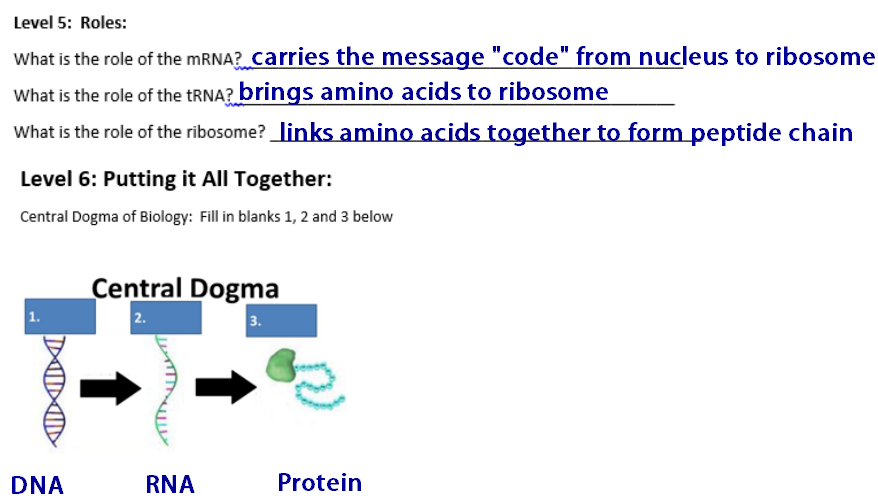 Level 5: Roles:
What is the role of the mRNA? carries the message "code" from nucleus to ribosome
What is the role of the tRNA? brings amino acids to ribosome
What is the role of the ribosome? links amino acids together to form peptide chain
Level 6: Putting it All Together:
Central Dogma of Biology: Fill in blanks 1, 2 and 3 below
Central Dogma
1. 2. 3.
DNA RNA Protein